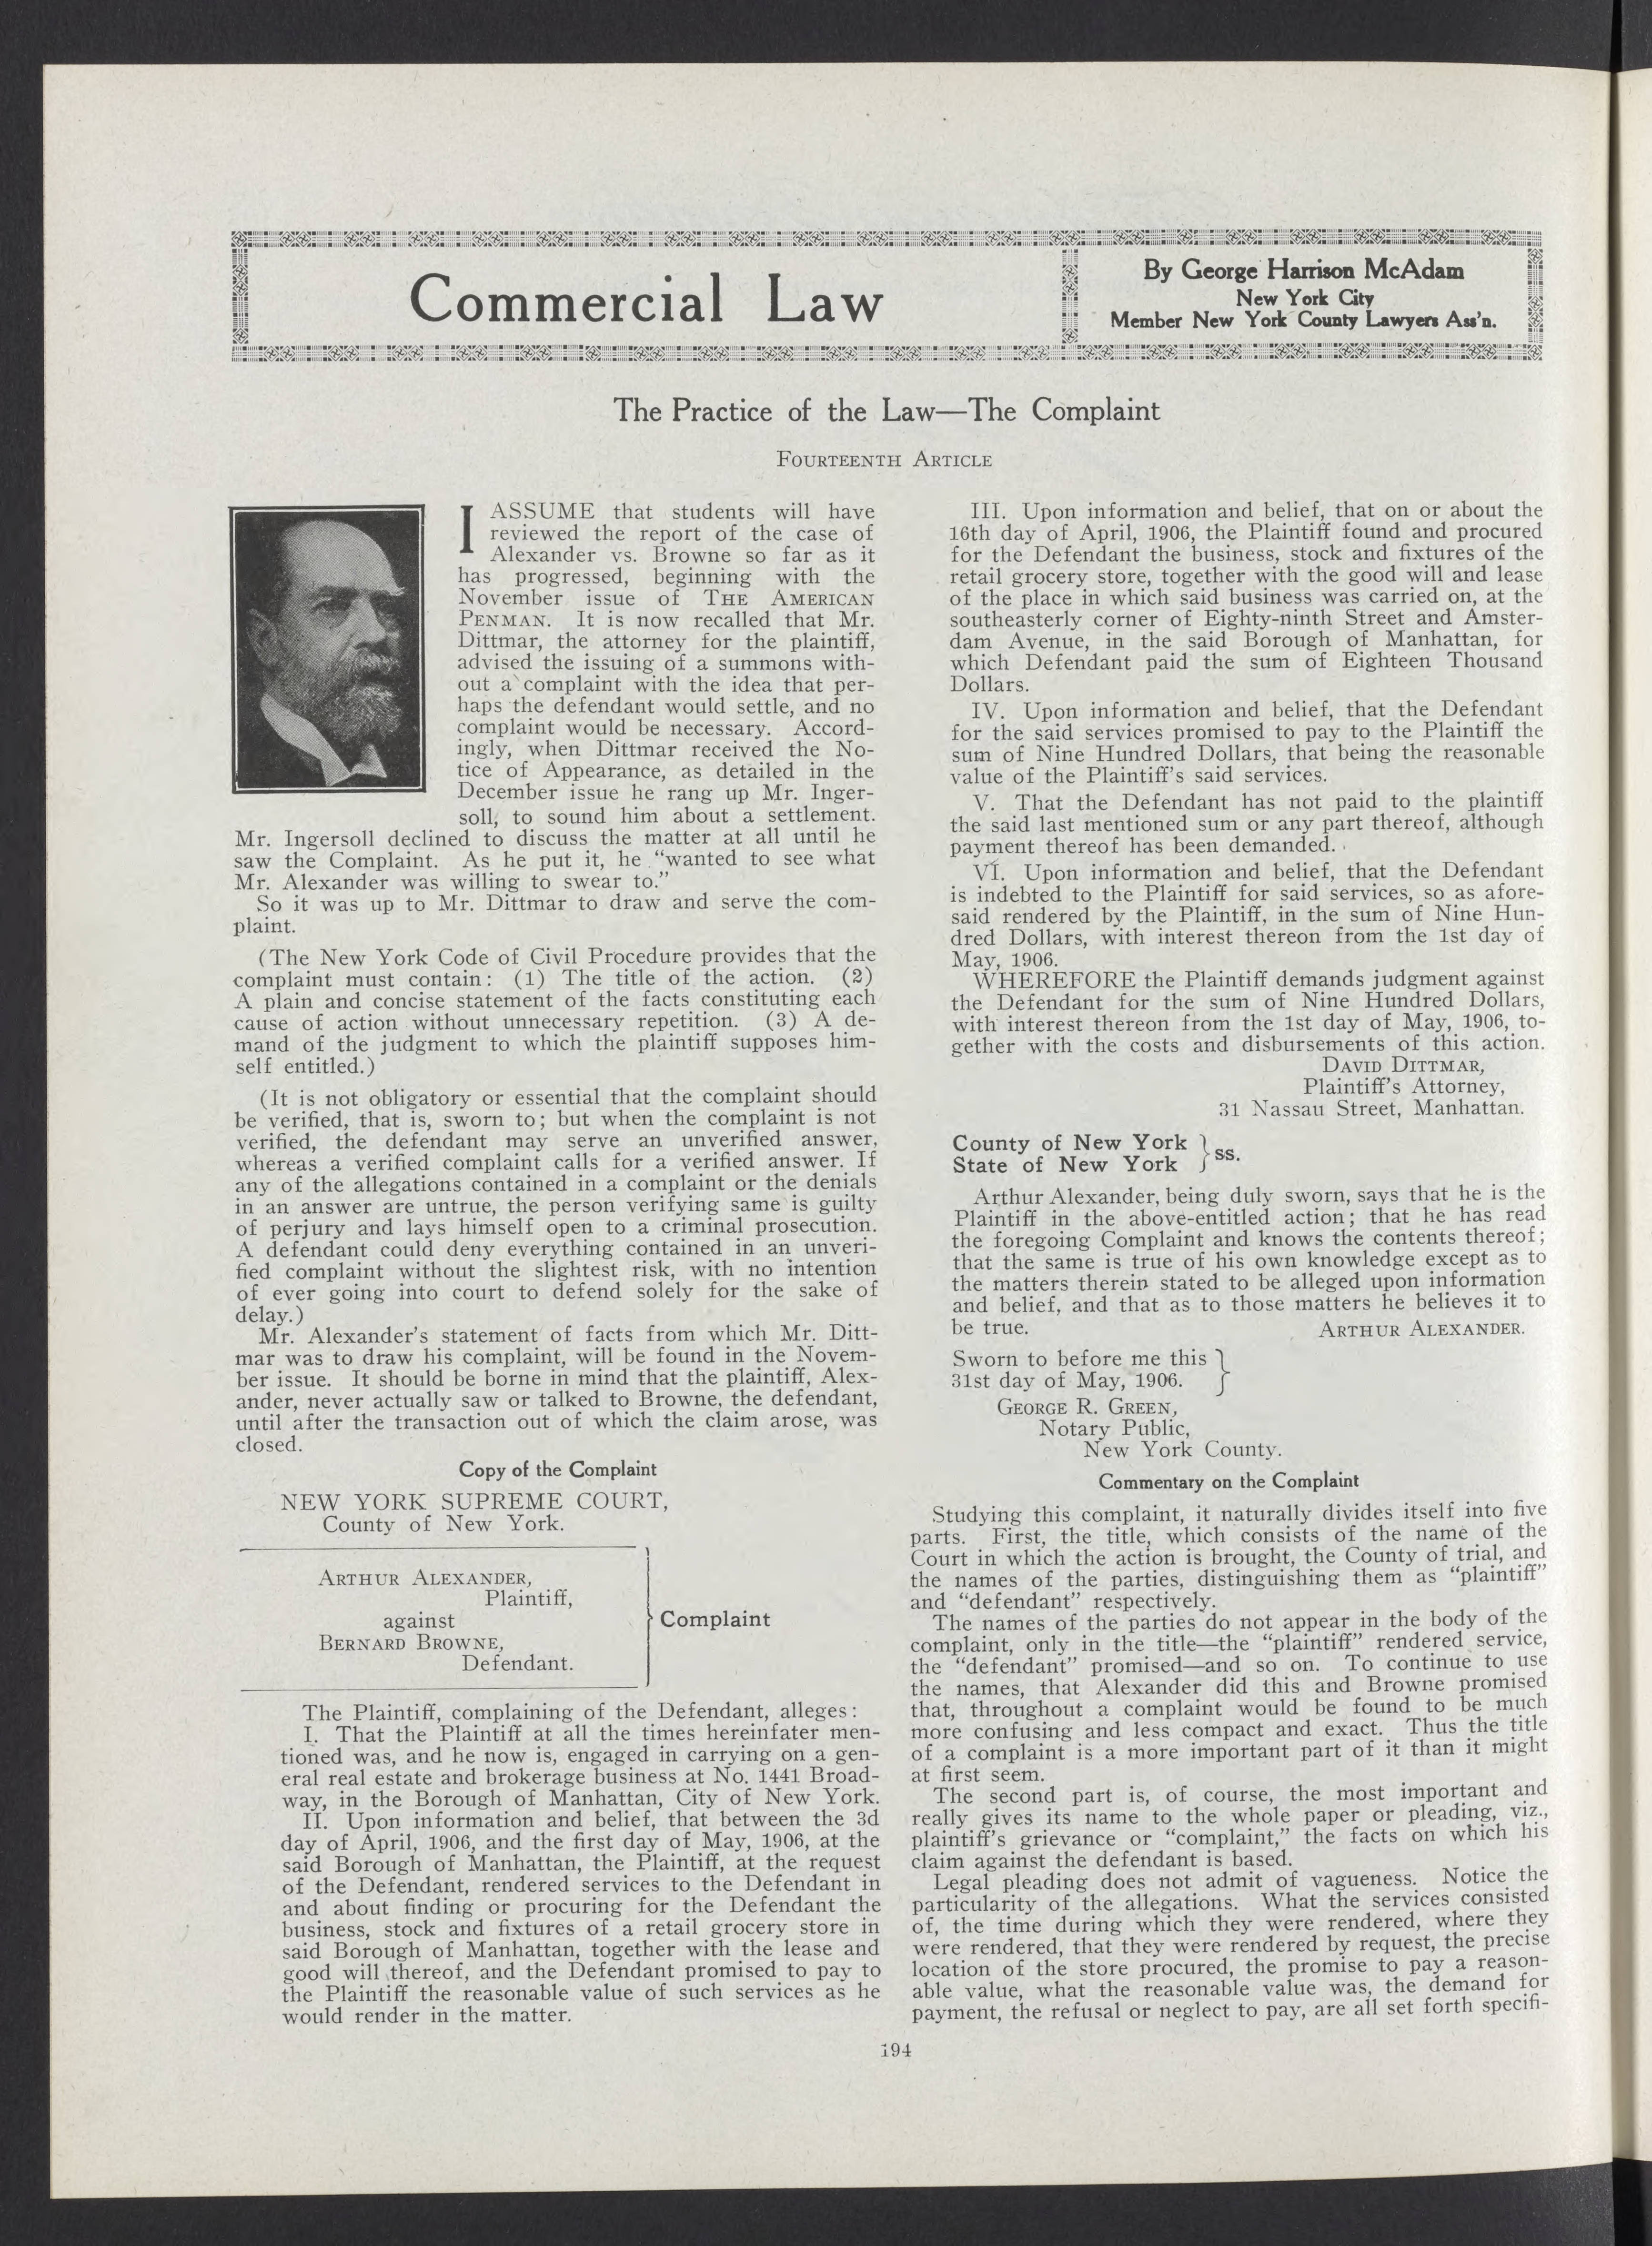 Commercial Law
By George Harrison McAdam
New York City
Member New York County Lawyers Ass'n.
The Practice of the Law—The Complaint
FOURTEENTH ARTICLE
I ASSUME that students will have
reviewed the report of the case of
Alexander vs. Browne so far as it
has progressed, beginning with the
November issue of THE AMERICAN
PENMAN. It is now recalled that Mr.
Dittmar, the attorney for the plaintiff,
advised the issuing of a summons with-
out a complaint with the idea that per-
haps the defendant would settle, and no
complaint would be necessary. Accord-
ingly, when Dittmar received the No-
tice of Appearance, as detailed in the
December issue he rang up Mr. Inger-
soll, to sound him about a settlement.
Mr. Ingersoll declined to discuss the matter at all until he
saw the Complaint. As he put it, he "wanted to see what
Mr. Alexander was willing to swear to."
So it was up to Mr. Dittmar to draw and serve the com-
plaint.
(The New York Code of Civil Procedure provides that the
complaint must contain: (1) The title of the action. (2)
A plain and concise statement of the facts constituting each
cause of action without unnecessary repetition. (3) A de-
mand of the judgment to which the plaintiff supposes him-
self entitled.)
(It is not obligatory or essential that the complaint should
be verified, that is, sworn to; but when the complaint is not
verified, the defendant may serve an unverified answer,
whereas a verified complaint calls for a verified answer. If
any of the allegations contained in a complaint or the denials
in an answer are untrue, the person verifying same is guilty
of perjury and lays himself open to a criminal prosecution.
A defendant could deny everything contained in an unveri-
fied complaint without the slightest risk, with no intention
of ever going into court to defend solely for the sake of
delay.)
Mr. Alexander's statement of facts from which Mr. Ditt-
mar was to draw his complaint, will be found in the Novem-
ber issue. It should be borne in mind that the plaintiff, Alex-
ander, never actually saw or talked to Browne, the defendant,
until after the transaction out of which the claim arose, was
closed.
Copy of the Complaint
NEW YORK SUPREME COURT,
County of New York.
ARTHUR ALEXANDER,
Plaintiff,
against
BERNARD BROWNE,
Defendant.
Complaint
The Plaintiff, complaining of the Defendant, alleges:
I. That the Plaintiff at all the times hereinfater men-
tioned was, and he now is, engaged in carrying on a gen-
eral real estate and brokerage business at No. 1441 Broad-
way, in the Borough of Manhattan, City of New York.
II. Upon information and belief, that between the 3d
day of April, 1906, and the first day of May, 1906, at the
said Borough of Manhattan, the Plaintiff, at the request
of the Defendant, rendered services to the Defendant in
and about finding or procuring for the Defendant the
business, stock and fixtures of a retail grocery store in
said Borough of Manhattan, together with the lease and
good will thereof, and the Defendant promised to pay to
the Plaintiff the reasonable value of such services as he
would render in the matter.
III. Upon information and belief, that on or about the
16th day of April, 1906, the Plaintiff found and procured
for the Defendant the business, stock and fixtures of the
retail grocery store, together with the good will and lease
of the place in which said business was carried on, at the
southeasterly corner of Eighty-ninth Street and Amster-
dam Avenue, in the said Borough of Manhattan, for
which Defendant paid the sum of Eighteen Thousand
Dollars.
IV. Upon information and belief, that the Defendant
for the said services promised to pay to the Plaintiff the
sum of Nine Hundred Dollars, that being the reasonable
value of the Plaintiff's said services.
V. That the Defendant has not paid to the plaintiff
the said last mentioned sum or any part thereof, although
payment thereof has been demanded.
VI. Upon information and belief, that the Defendant
is indebted to the Plaintiff for said services, so as afore-
said rendered by the Plaintiff, in the sum of Nine Hun-
dred Dollars, with interest thereon from the 1st day of
May, 1906.
WHEREFORE the Plaintiff demands judgment against
the Defendant for the sum of Nine Hundred Dollars,
with interest thereon from the 1st day of May, 1906, to-
gether with the costs and disbursements of this action.
DAVID DITTMAR,
Plaintiff's Attorney,
31 Nassau Street, Manhattan.
County of New York
State of New York } ss.
Arthur Alexander, being duly sworn, says that he is the
Plaintiff in the above-entitled action; that he has read
the foregoing Complaint and knows the contents thereof;
that the same is true of his own knowledge except as to
the matters therein stated to be alleged upon information
and belief, and that as to those matters he believes it to
be true. ARTHUR ALEXANDER.
Sworn to before me this
31st day of May, 1906. }
GEORGE R. GREEN,
Notary Public,
New York County.
Commentary on the Complaint
Studying this complaint, it naturally divides itself into five
parts. First, the title, which consists of the name of the
Court in which the action is brought, the County of trial, and
the names of the parties, distinguishing them as "plaintiff"
and "defendant" respectively.
The names of the parties do not appear in the body of the
complaint, only in the title—the "plaintiff" rendered service,
the "defendant" promised—and so on. To continue to use
the names, that Alexander did this and Browne promised
that, throughout a complaint would be found to be much
more confusing and less compact and exact. Thus the title
of a complaint is a more important part of it than it might
at first seem.
The second part is, of course, the most important and
really gives its name to the whole paper or pleading, viz.,
plaintiff's grievance or "complaint," the facts on which his
claim against the defendant is based.
Legal pleading does not admit of vagueness. Notice the
particularity of the allegations. What the services consisted
of, the time during which they were rendered, where they
were rendered, that they were rendered by request, the precise
location of the store procured, the promise to pay a reason-
able value, what the reasonable value was, the demand for
payment, the refusal or neglect to pay, are all set forth specifi-
194